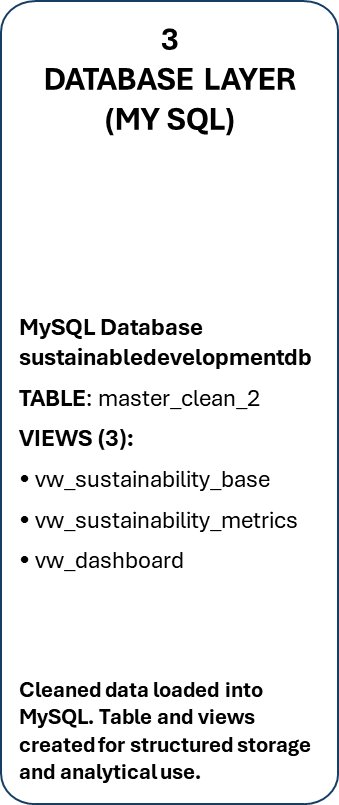 3
DATABASE LAYER
(MY SQL)
MySQL Database
sustainabledevelopmentdb
TABLE: master_clean_2
VIEWS (3):
• vw_sustainability_base
• vw_sustainability_metrics
• vw_dashboard
Cleaned data loaded into
MySQL. Table and views
created for structured storage
and analytical use.